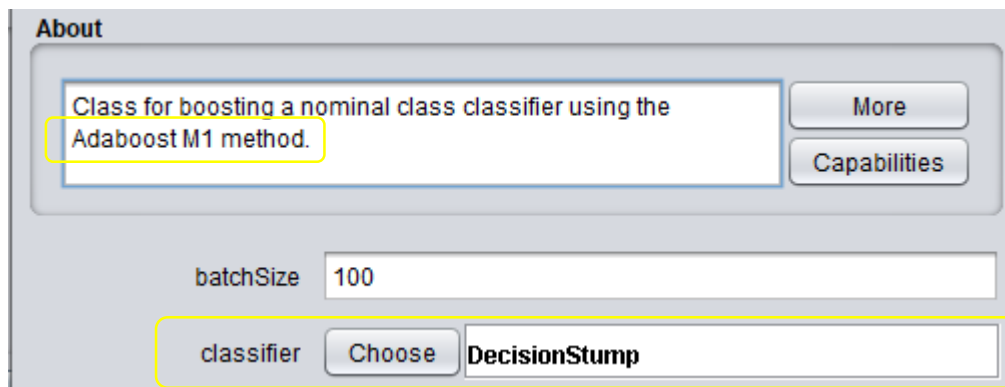 About
Class for boosting a nominal class classifier using the
Adaboost M1 method.
More
Capabilities
batchSize 100
classifier Choose DecisionStump